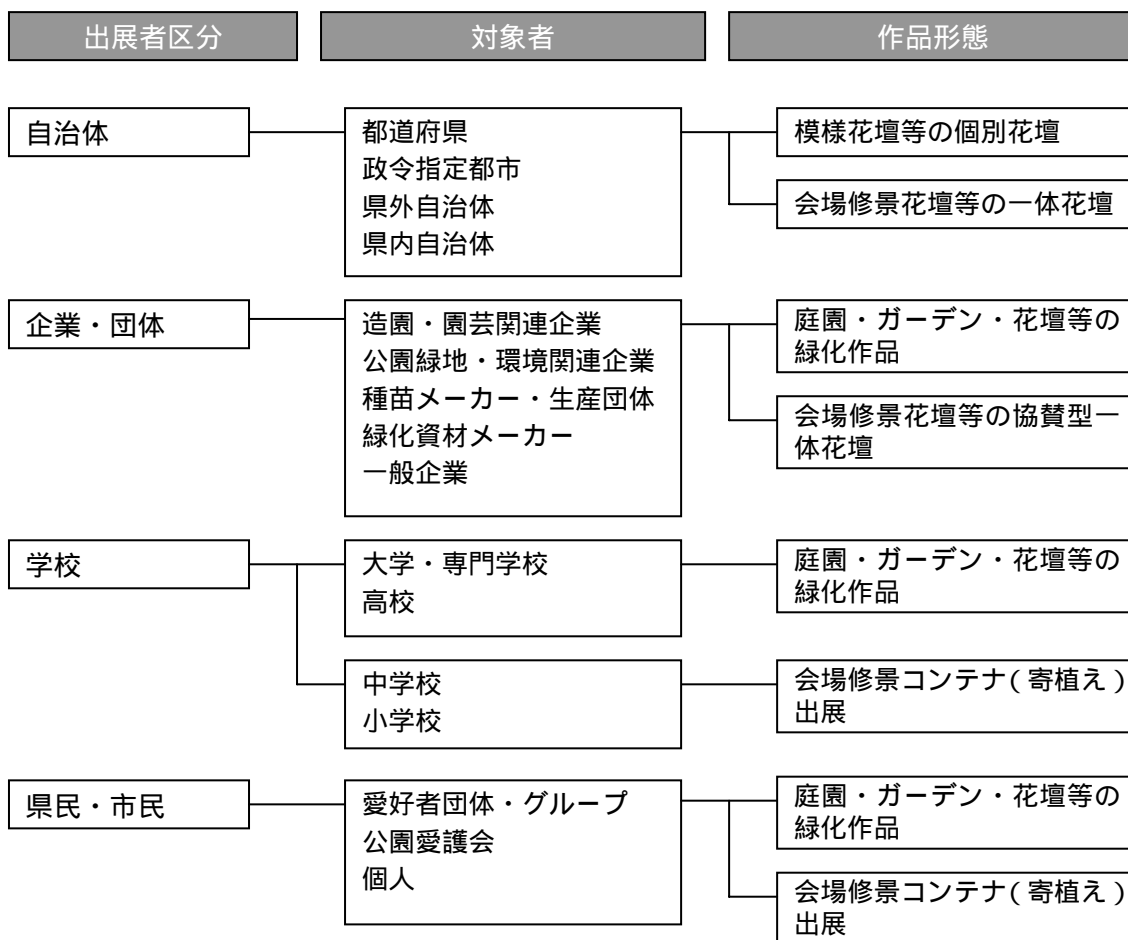 出展者区分
対象者
作品形態
自治体
都道府県
政令指定都市
県外自治体
県内自治体
模様花壇等の個別花壇
会場修景花壇等の一体花壇
企業・団体
造園・園芸関連企業
公園緑地・環境関連企業
種苗メーカー・生産団体
緑化資材メーカー
一般企業
庭園・ガーデン・花壇等の
緑化作品
会場修景花壇等の協賛型一
体花壇
学校
大学・専門学校
高校
庭園・ガーデン・花壇等の
緑化作品
中学校
小学校
会場修景コンテナ(寄植え)
出展
県民・市民
愛好者団体・グループ
公園愛護会
個人
庭園・ガーデン・花壇等の
緑化作品
会場修景コンテナ(寄植え)
出展